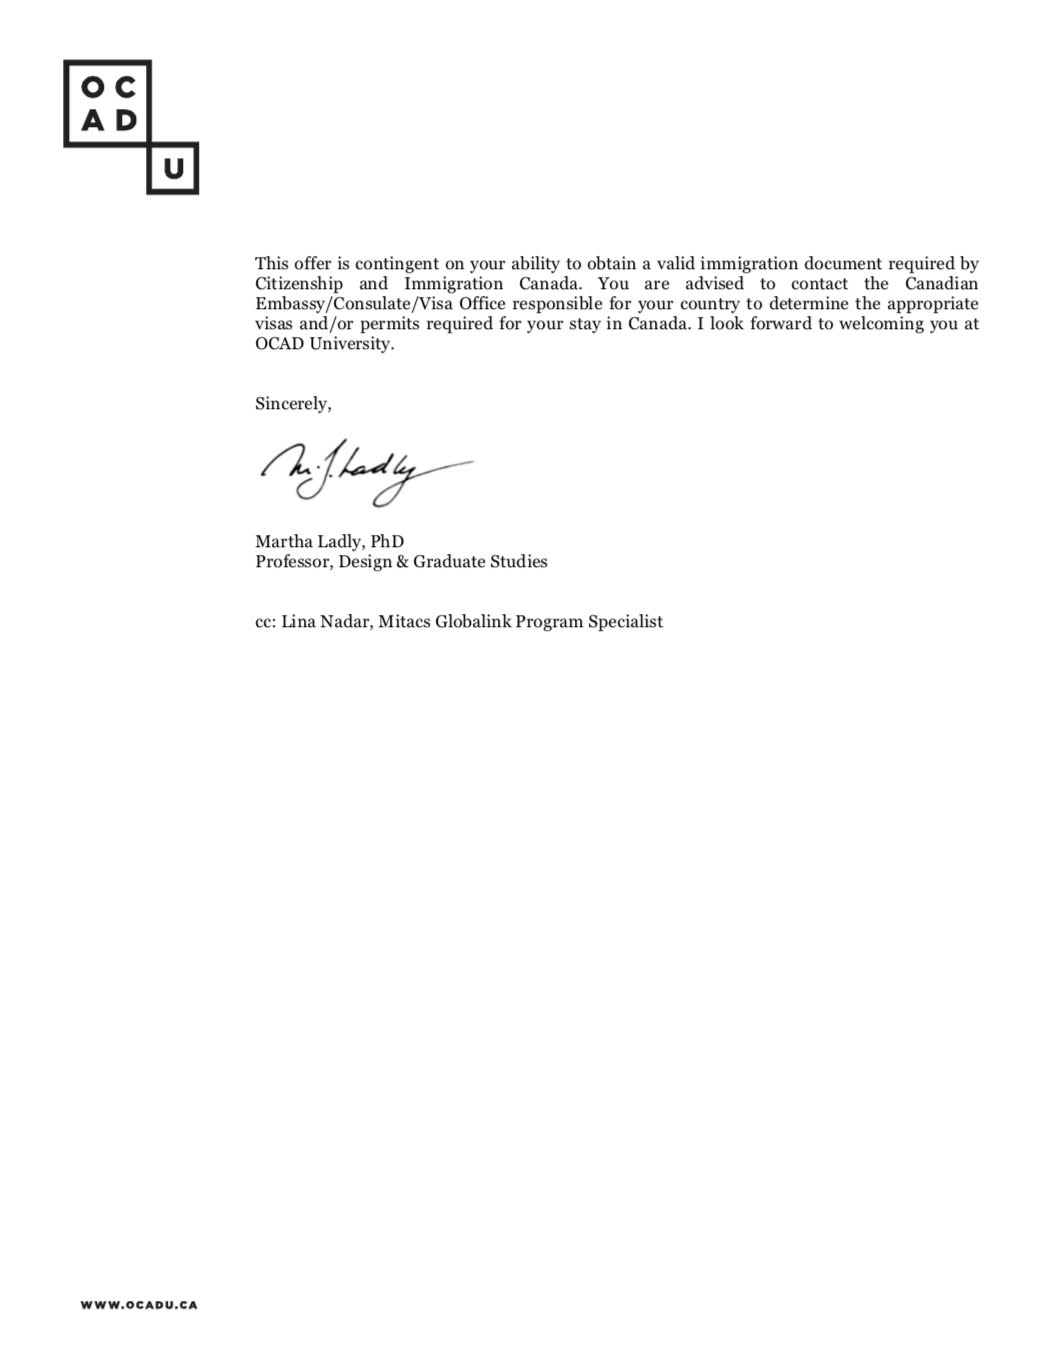 O C
A D
U
This offer is contingent on your ability to obtain a valid immigration document required by
Citizenship and Immigration Canada. You are advised to contact the Canadian
Embassy/Consulate/Visa Office responsible for your country to determine the appropriate
visas and/or permits required for your stay in Canada. I look forward to welcoming you at
OCAD University.
Sincerely,
M.J. Ladly
Martha Ladly, PhD
Professor, Design & Graduate Studies
cc: Lina Nadar, Mitacs Globalink Program Specialist
WWW.OCADU.CA